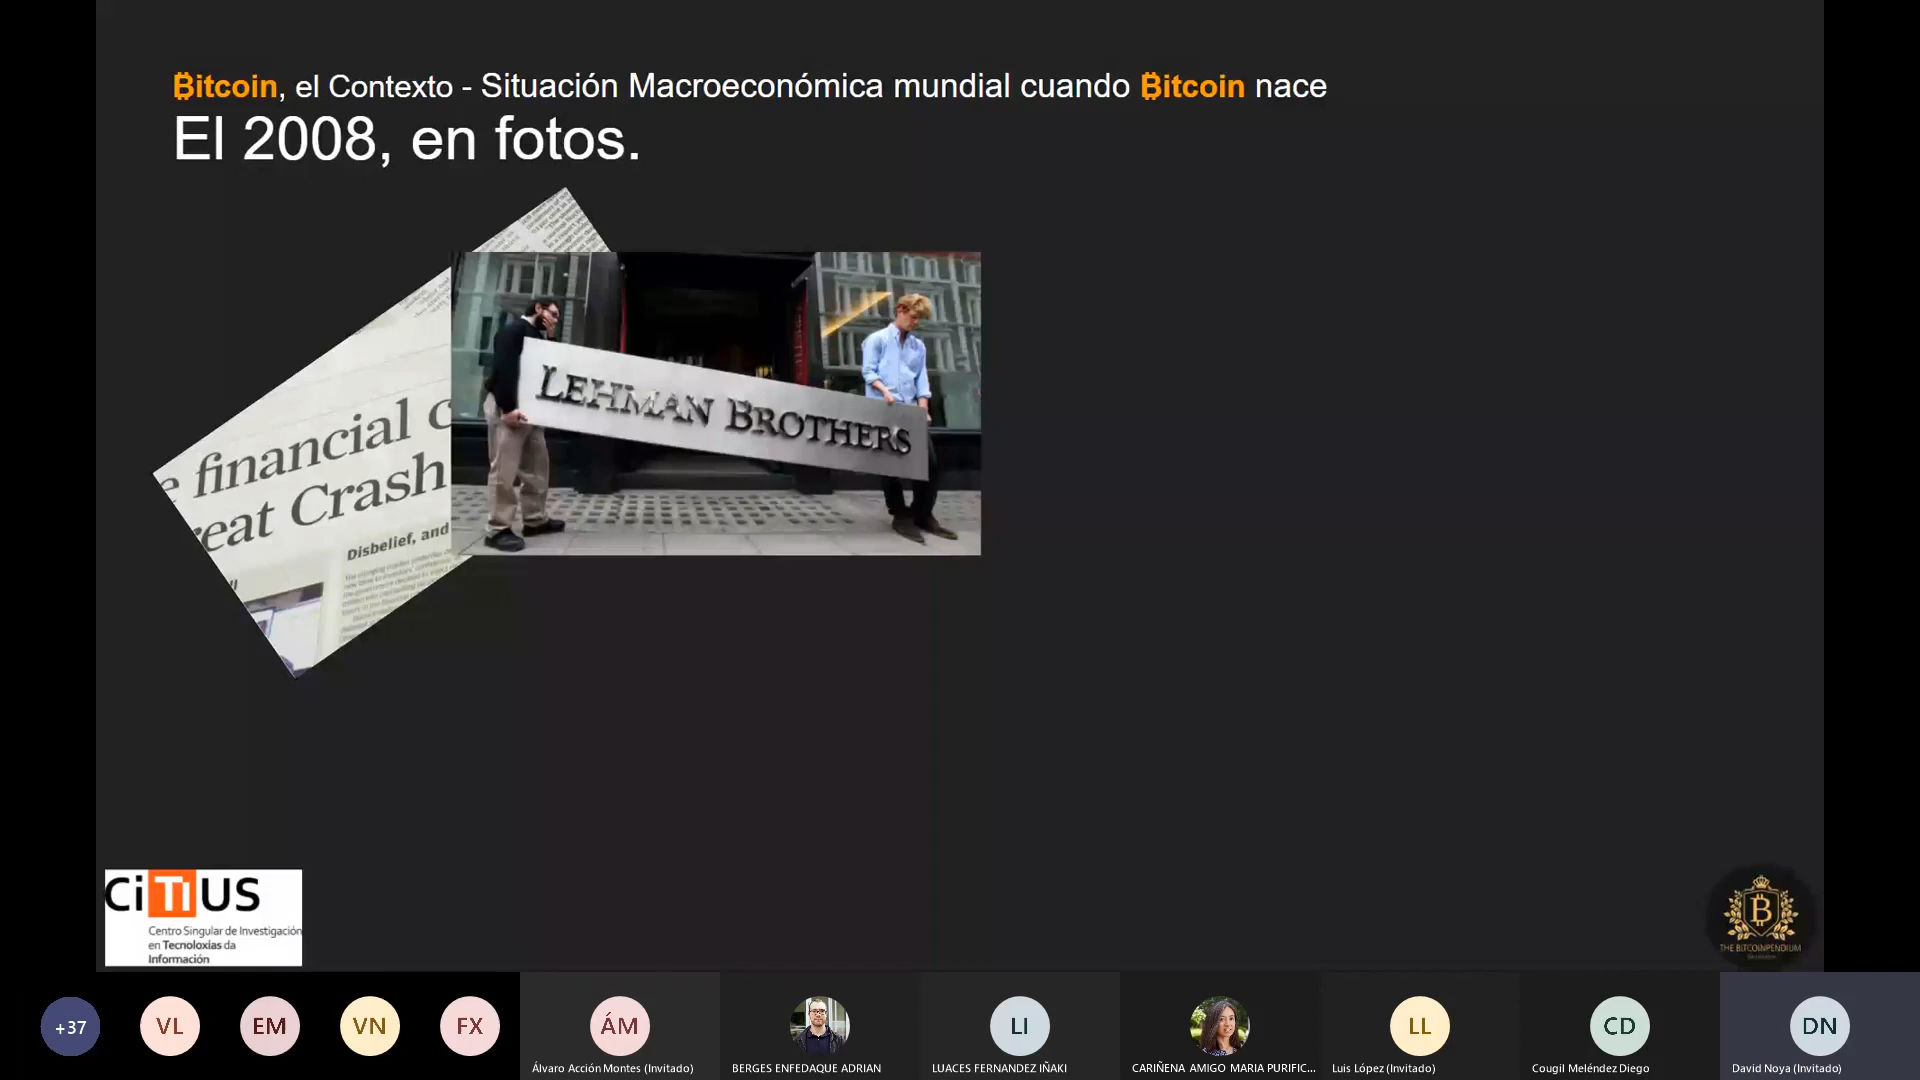 ₿itcoin, el Contexto - Situación Macroeconómica mundial cuando ₿itcoin nace
El 2008, en fotos.
financial
reat Crash
Disbelief, and
LEHMAN BROTHERS
CiTIUS
Centro Singular de Investigación
en Tecnoloxías da
Información
THE BITCOINPENDIUM
+37
VL
EM
VN
FX
ÁM
LI
LL
CD
DN
Álvaro Acción Montes (Invitado)
BERGES ENFEDAQUE ADRIAN
LUACES FERNANDEZ IÑAKI
CARIÑENA AMIGO MARIA PURIFIC...
Luis López (Invitado)
Cougil Meléndez Diego
David Noya (Invitado)